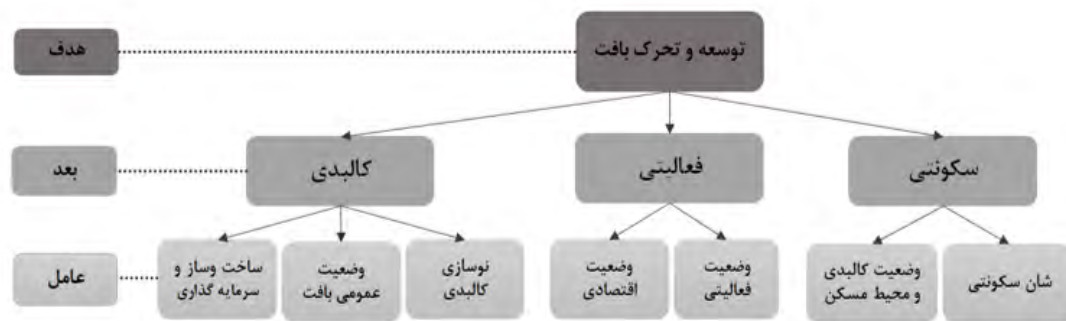 توسعه و تحرک بافت
هدف
سکونتی
فعالیتی
کالبدی
بعد
شان سکونتی
وضعیت کالبدی
و محیط مسکن
وضعیت
فعالیتی
وضعیت
اقتصادی
نوسازی
کالبدی
وضعیت
عمومی بافت
ساخت وساز و
سرمایه گذاری
عامل